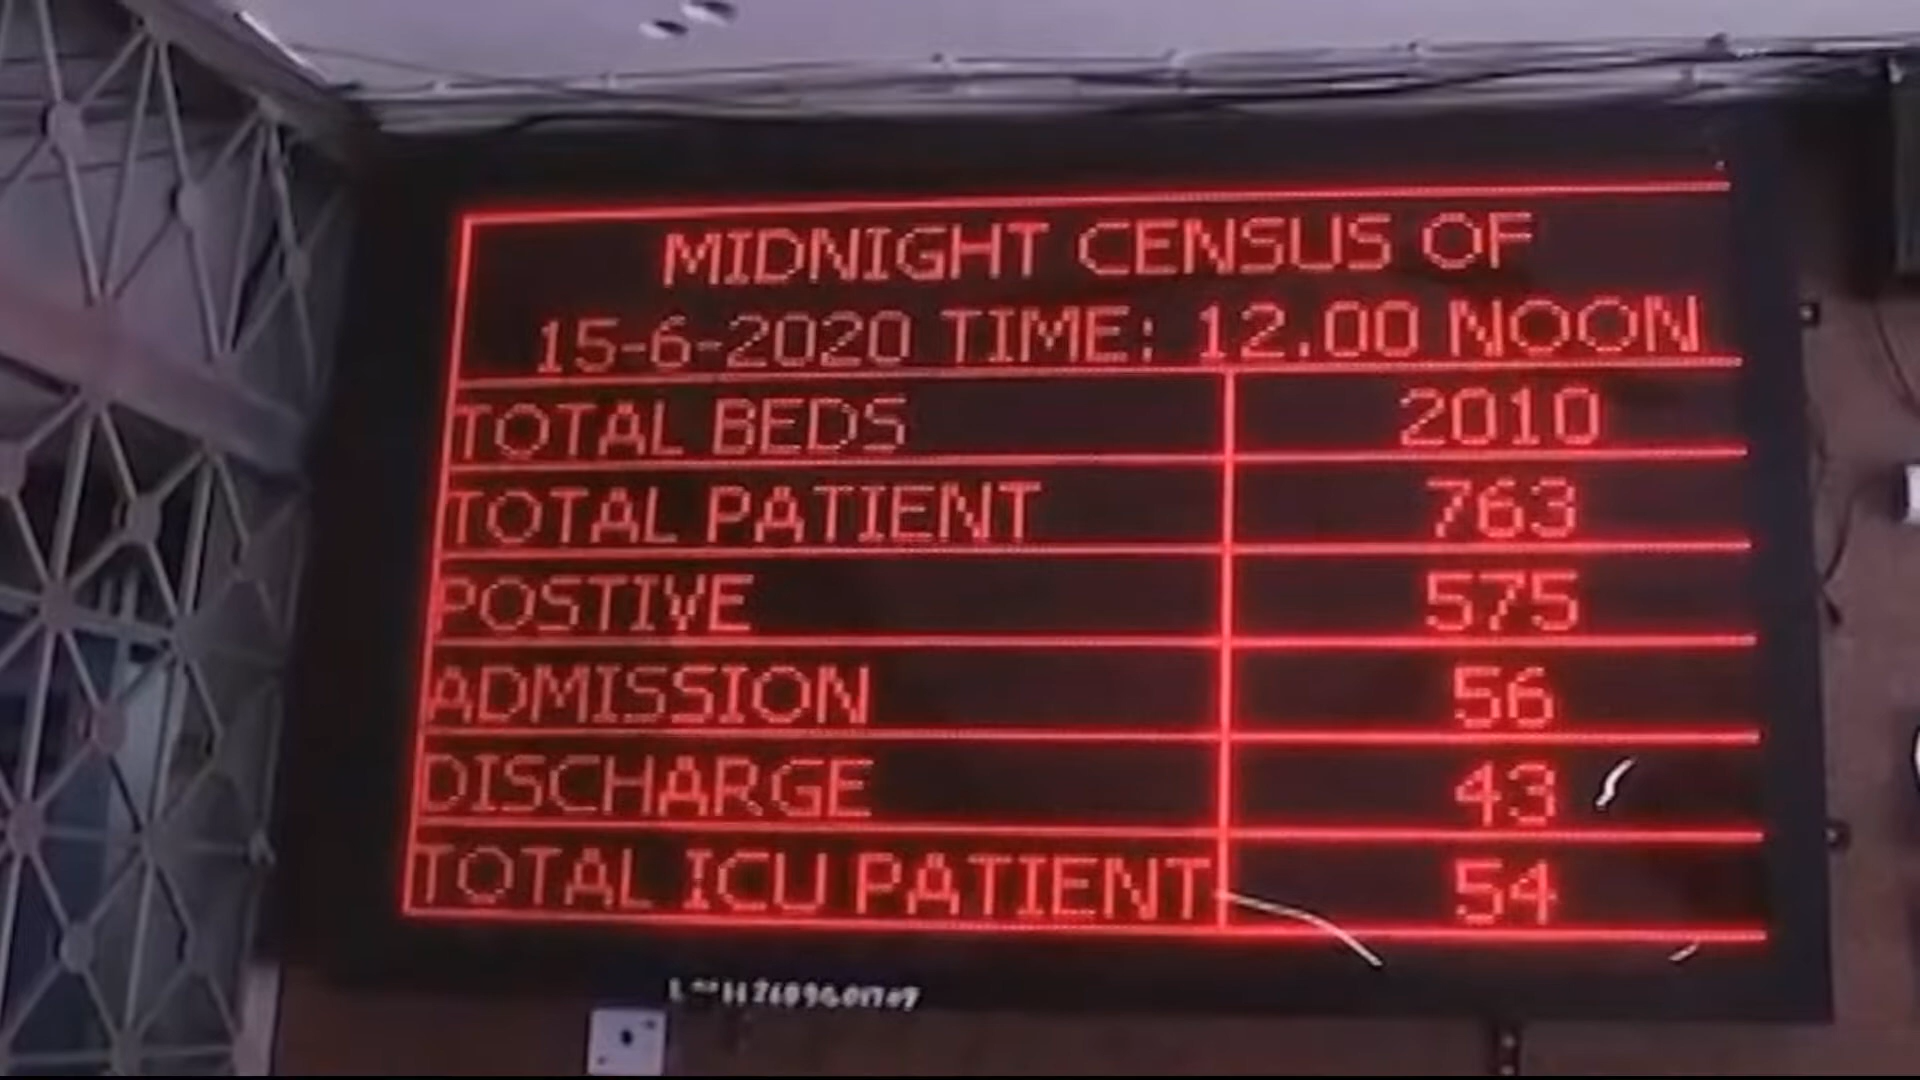 MIDNIGHT CENSUS OF
15-6-2020 TIME: 12.00 NOON
TOTAL BEDS 2010
TOTAL PATIENT 763
POSTIVE 575
ADMISSION 56
DISCHARGE 43
TOTAL ICU PATIENT 54